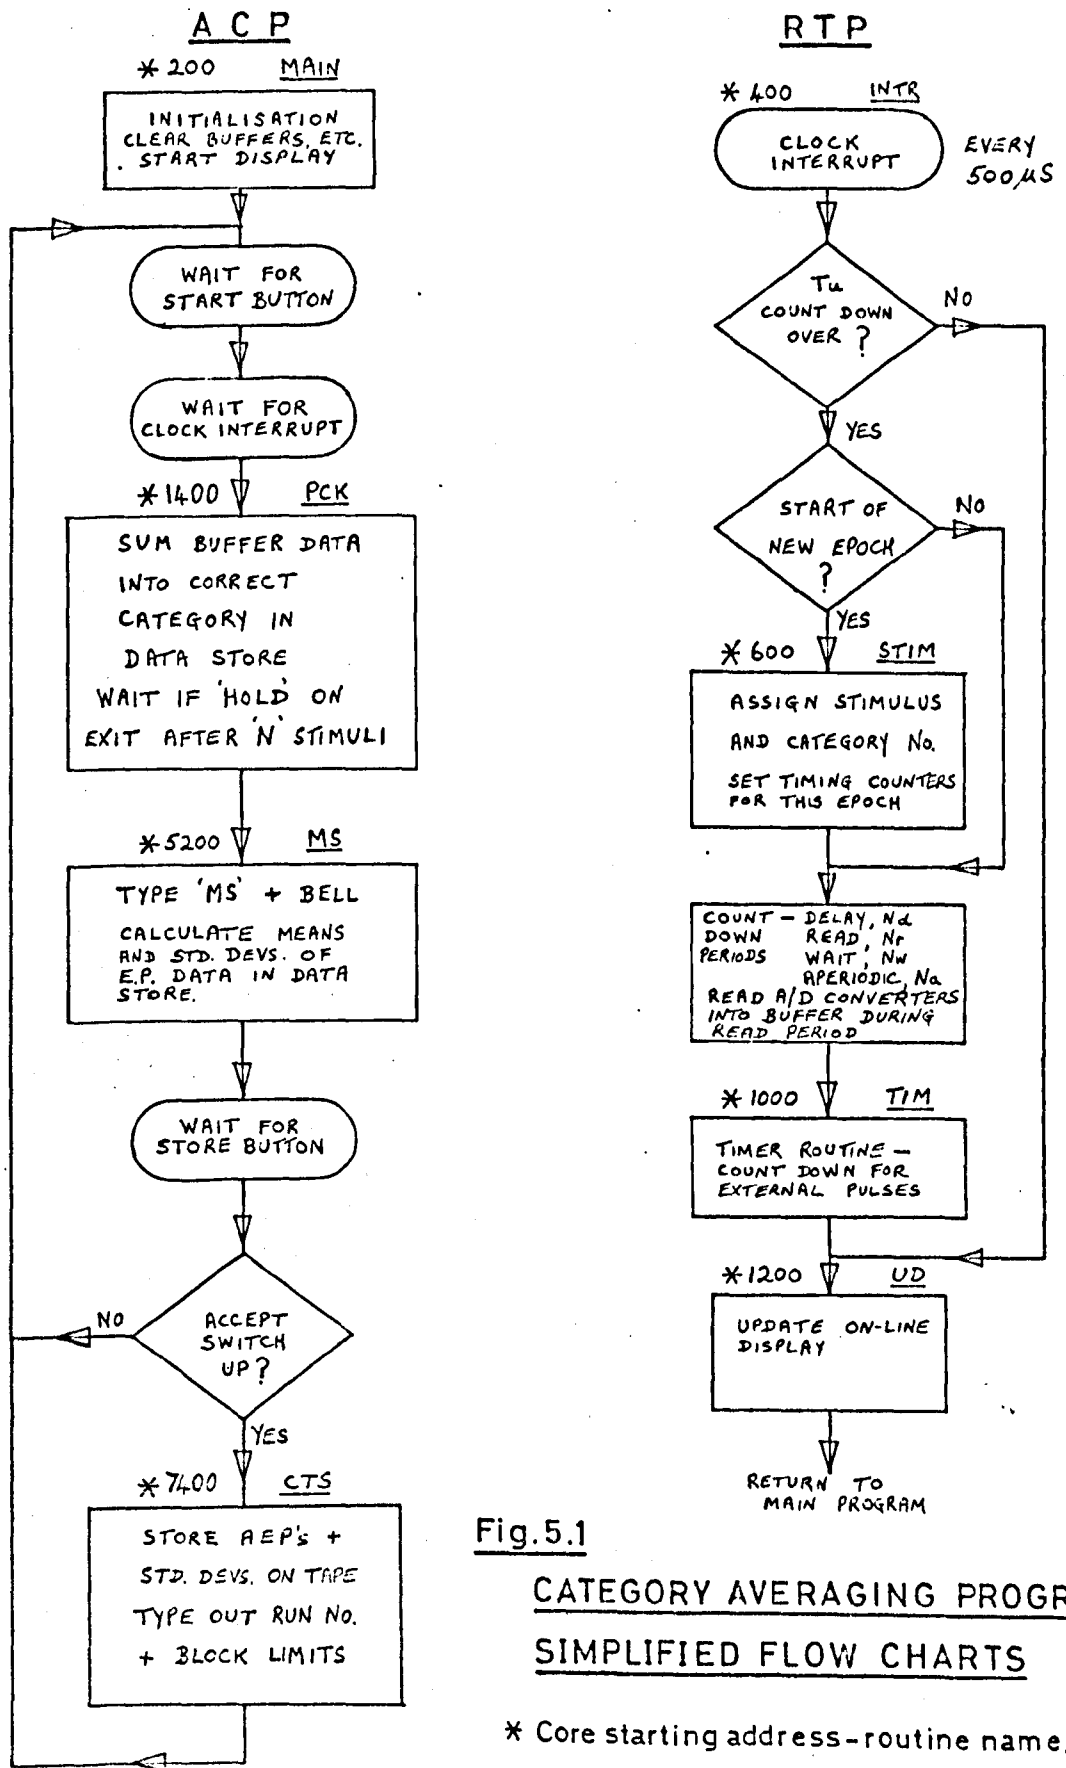 ACP
* 200 MAIN
INITIALISATION
CLEAR BUFFERS, ETC.
START DISPLAY
WAIT FOR
START BUTTON
WAIT FOR
CLOCK INTERRUPT
* 1400 PCK
SUM BUFFER DATA
INTO CORRECT
CATEGORY IN
DATA STORE
WAIT IF 'HOLD' ON
EXIT AFTER 'N' STIMULI
* 5200 MS
TYPE 'MS' + BELL
CALCULATE MEANS
AND STD. DEVS. OF
E.P. DATA IN DATA
STORE.
WAIT FOR
STORE BUTTON
NO
ACCEPT
SWITCH
UP?
YES
* 7400 CTS
STORE AEP's +
STD. DEVS. ON TAPE
TYPE OUT RUN No.
+ BLOCK LIMITS
RTP
* 400 INTR
CLOCK
INTERRUPT
EVERY
500 µS
Tu
COUNT DOWN
OVER ?
NO
YES
START OF
NEW EPOCH
?
NO
YES
* 600 STIM
ASSIGN STIMULUS
AND CATEGORY No.
SET TIMING COUNTERS
FOR THIS EPOCH
COUNT - DELAY, Nd
DOWN READ, Nr
PERIODS WAIT, Nw
APERIODIC, Na
READ A/D CONVERTERS
INTO BUFFER DURING
READ PERIOD
* 1000 TIM
TIMER ROUTINE -
COUNT DOWN FOR
EXTERNAL PULSES
* 1200 UD
UPDATE ON-LINE
DISPLAY
RETURN TO
MAIN PROGRAM
Fig.5.1
CATEGORY AVERAGING PROGR
SIMPLIFIED FLOW CHARTS
* Core starting address - routine name.